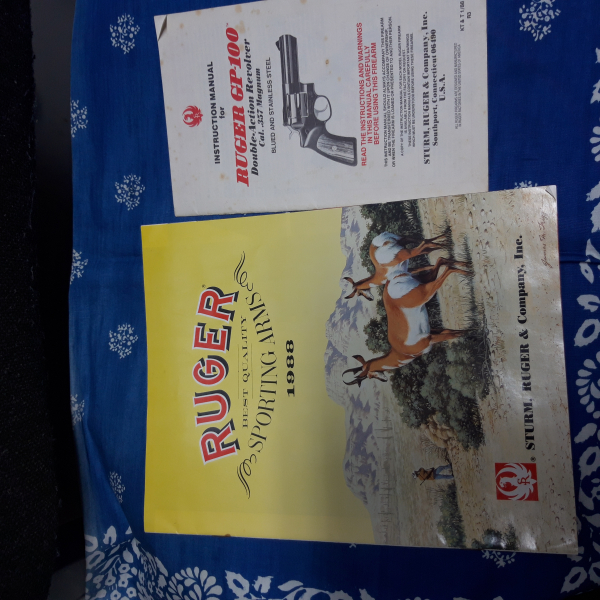 INSTRUCTION MANUAL
for
RUGER GP100™
Double-Action Revolver
Cal. .357 Magnum
BLUED AND STAINLESS STEEL
READ THE INSTRUCTIONS AND WARNINGS
IN THIS MANUAL CAREFULLY
BEFORE USING THIS FIREARM
STURM, RUGER & Company, Inc.
Southport, Connecticut 06490
U.S.A.
RUGER®
BEST QUALITY
SPORTING ARMS
1988
® STURM, RUGER & Company, Inc.